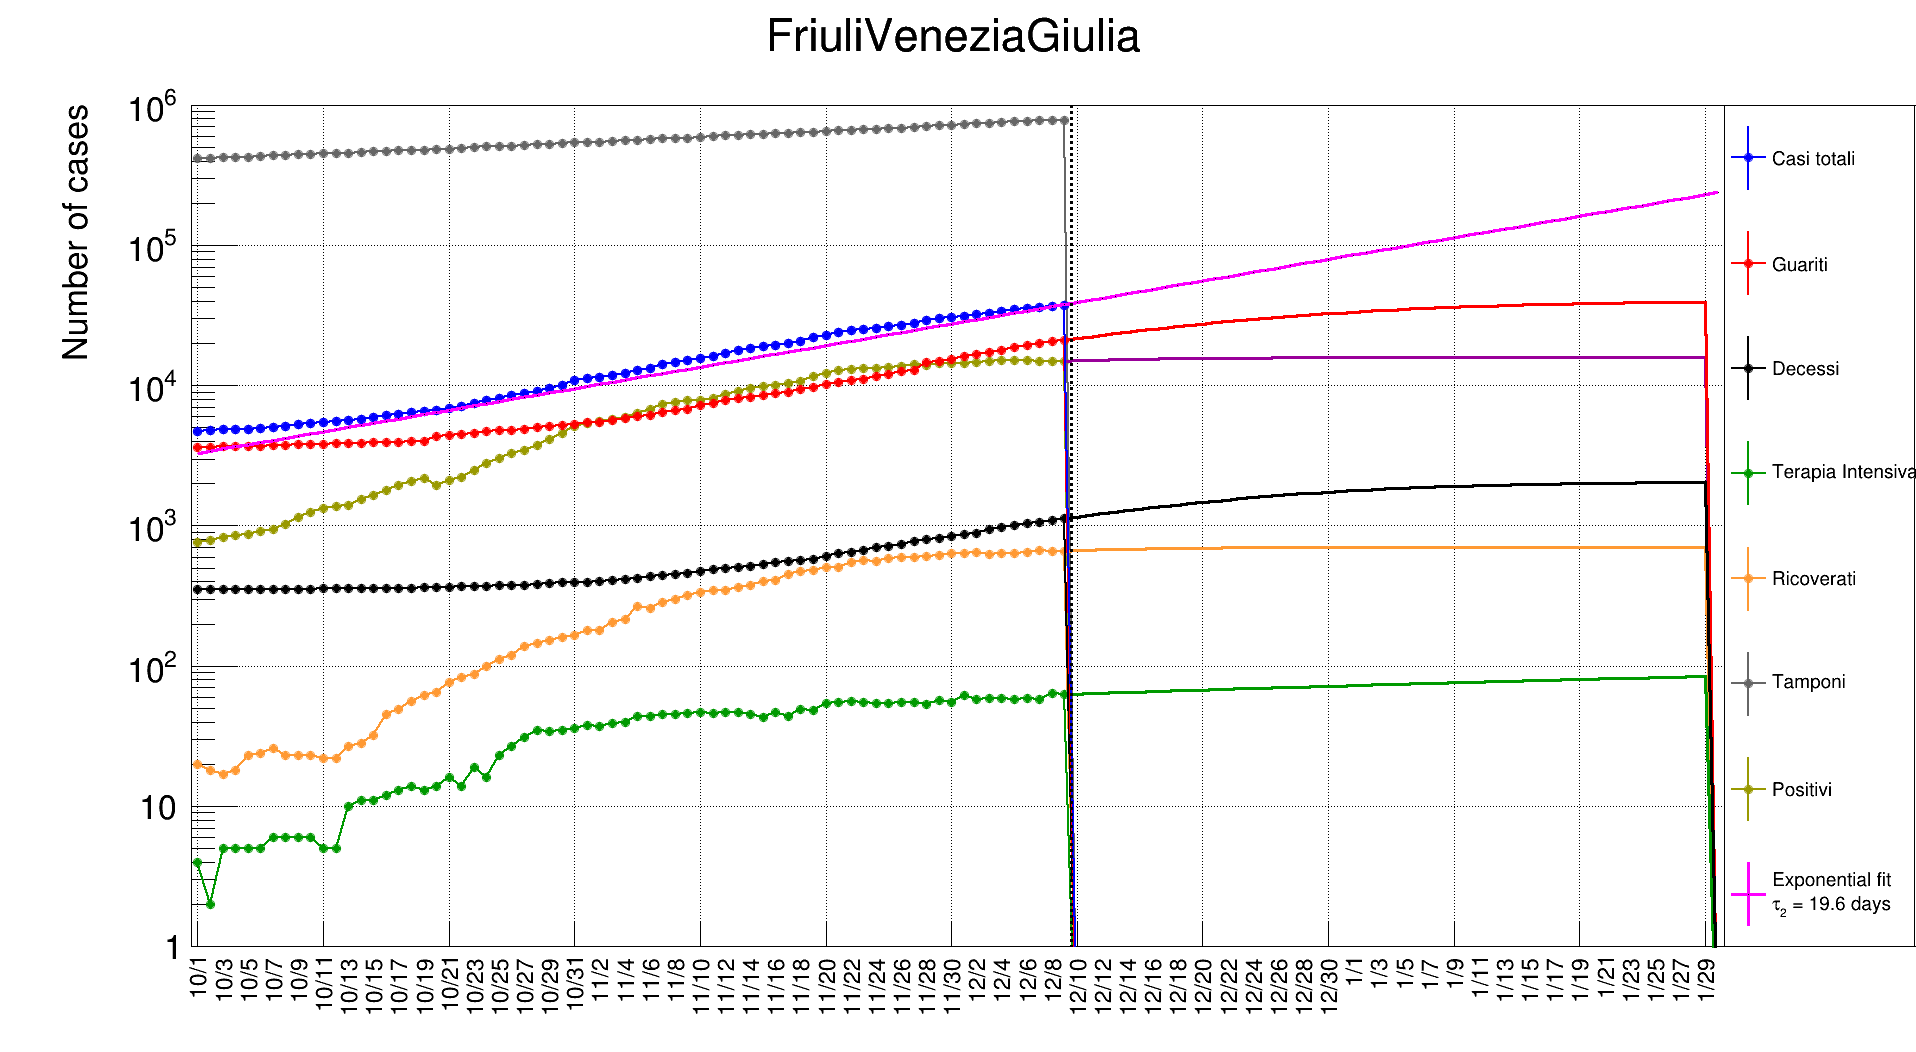 FriuliVeneziaGiulia
Number of cases
10^6
10^5
10^4
10^3
10^2
10
1
10/1 10/3 10/5 10/7 10/9 10/11 10/13 10/15 10/17 10/19 10/21 10/23 10/25 10/27 10/29 10/31 11/2 11/4 11/6 11/8 11/10 11/12 11/14 11/16 11/18 11/20 11/22 11/24 11/26 11/28 11/30 12/2 12/4 12/6 12/8 12/10 12/12 12/14 12/16 12/18 12/20 12/22 12/24 12/26 12/28 12/30 1/1 1/3 1/5 1/7 1/9 1/11 1/13 1/15 1/17 1/19 1/21 1/23 1/25 1/27 1/29
Casi totali
Guariti
Decessi
Terapia Intensiva
Ricoverati
Tamponi
Positivi
Exponential fit
τ_2 = 19.6 days